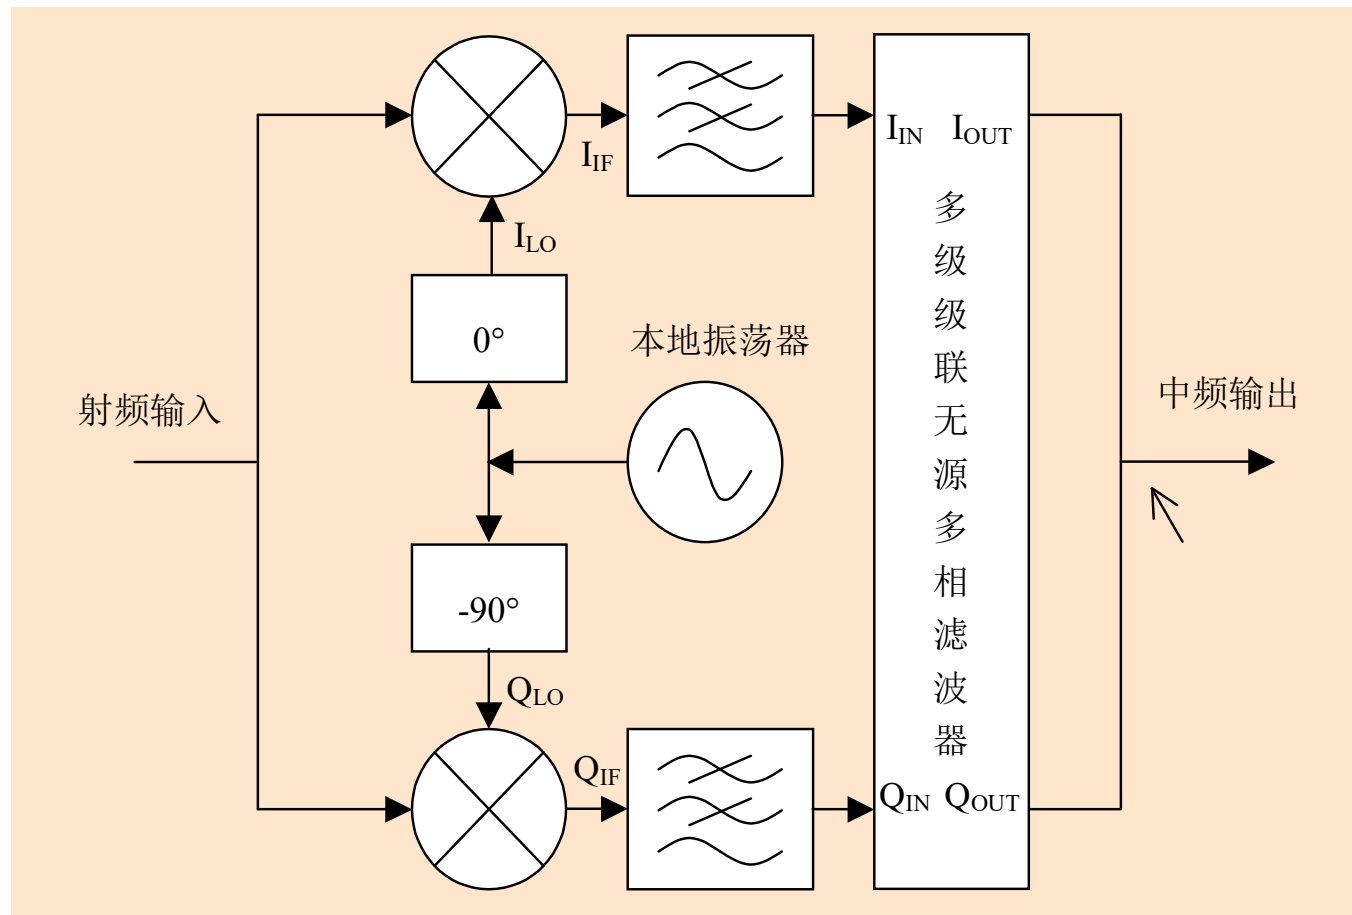 I_IN I_OUT
I_IF
多级级联无源多相滤波器
I_LO
0°
本地振荡器
中频输出
射频输入
-90°
Q_LO
Q_IF
Q_IN Q_OUT